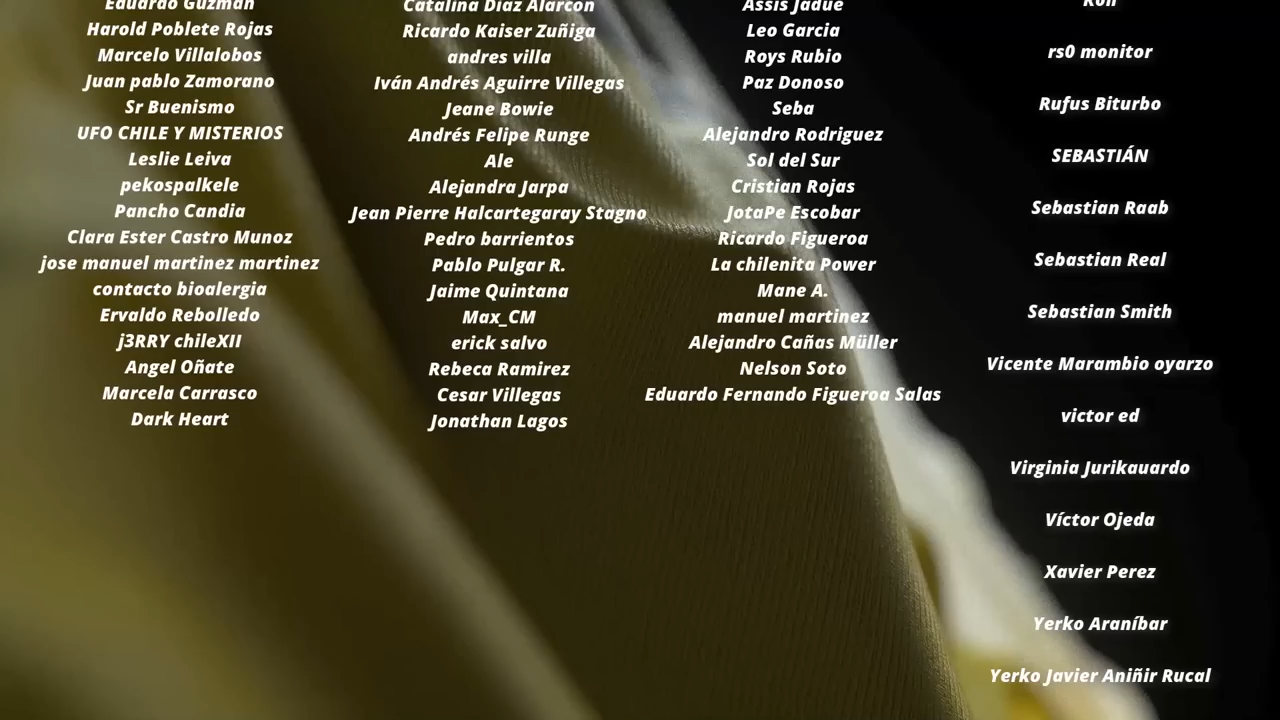 Eduardo Guzmán
Harold Poblete Rojas
Marcelo Villalobos
Juan pablo Zamorano
Sr Buenismo
UFO CHILE Y MISTERIOS
Leslie Leiva
pekospalkele
Pancho Candia
Clara Ester Castro Munoz
jose manuel martinez martinez
contacto bioalergia
Ervaldo Rebolledo
j3RRY chileXII
Angel Oñate
Marcela Carrasco
Dark Heart
Catalina Díaz Alarcón
Ricardo Kaiser Zuñiga
andres villa
Iván Andrés Aguirre Villegas
Jeane Bowie
Andrés Felipe Runge
Ale
Alejandra Jarpa
Jean Pierre Halcartegaray Stagno
Pedro barrientos
Pablo Pulgar R.
Jaime Quintana
Max_CM
erick salvo
Rebeca Ramirez
Cesar Villegas
Jonathan Lagos
Assis Jadue
Leo Garcia
Roys Rubio
Paz Donoso
Seba
Alejandro Rodriguez
Sol del Sur
Cristian Rojas
JotaPe Escobar
Ricardo Figueroa
La chilenita Power
Mane A.
manuel martinez
Alejandro Cañas Müller
Nelson Soto
Eduardo Fernando Figueroa Salas
rs0 monitor
Rufus Biturbo
SEBASTIÁN
Sebastian Raab
Sebastian Real
Sebastian Smith
Vicente Marambio oyarzo
victor ed
Virginia Jurikauardo
Víctor Ojeda
Xavier Perez
Yerko Araníbar
Yerko Javier Aniñir Rucal